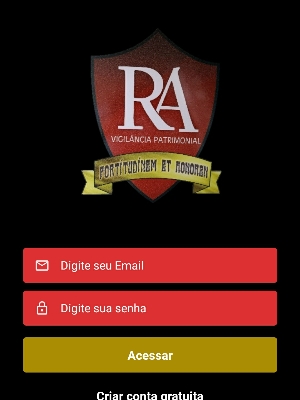 RA
VIGILÂNCIA PATRIMONIAL
FORTITUDINEM ET HONOREM
Digite seu Email
Digite sua senha
Acessar
Criar conta gratuita